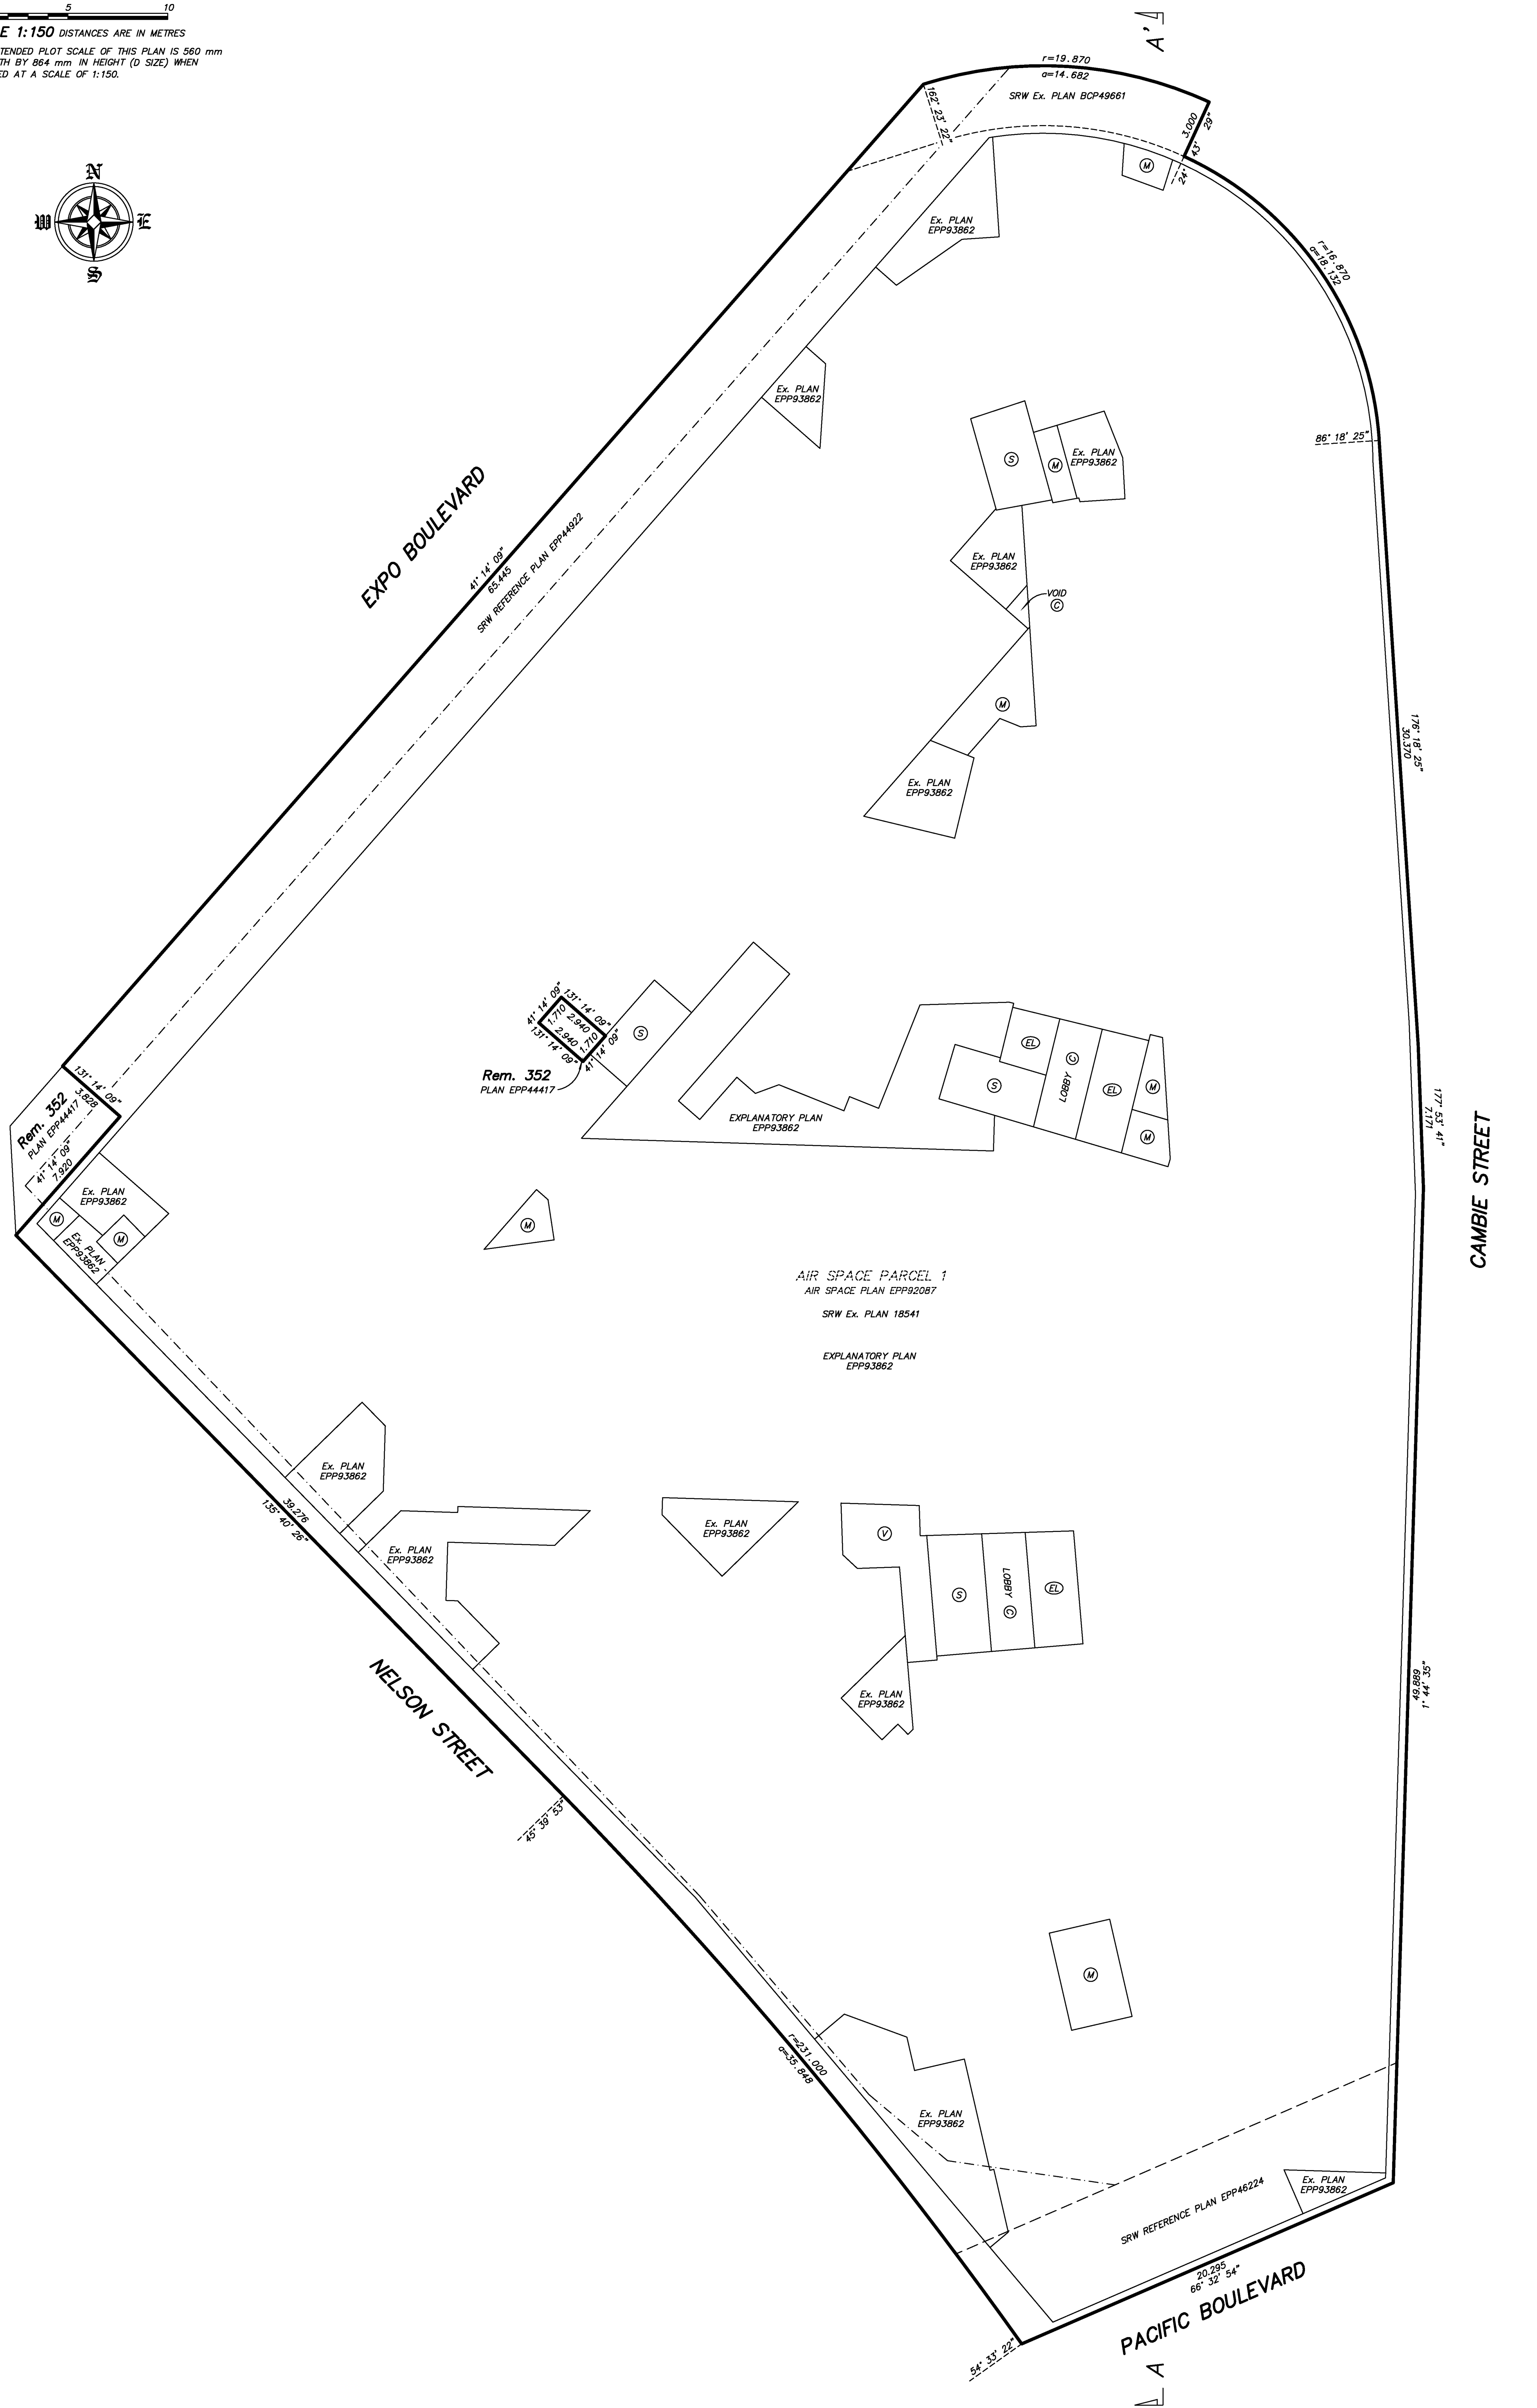 5 10
E 1:150 DISTANCES ARE IN METRES
TENDED PLOT SCALE OF THIS PLAN IS 560 mm
TH BY 864 mm IN HEIGHT (D SIZE) WHEN
ED AT A SCALE OF 1:150.
N
W E
S
A'
r=19.870
a=14.682
SRW Ex. PLAN BCP49661
162° 23' 22"
3.000
24° 43' 29"
M
Ex. PLAN
EPP93862
r=16.870
a=18.132
Ex. PLAN
EPP93862
86° 18' 25"
S
M
Ex. PLAN
EPP93862
EXPO BOULEVARD
41° 14' 09"
65.445
SRW REFERENCE PLAN EPP44922
Ex. PLAN
EPP93862
VOID
C
M
176° 18' 25"
30.370
Ex. PLAN
EPP93862
41° 14' 09"
131° 14' 09"
1.710
2.940
2.940
1.710
131° 14' 09"
41° 14' 09"
S
Rem. 352
PLAN EPP44417
EXPLANATORY PLAN
EPP93862
EL
S
LOBBY C
EL
M
M
131° 14' 09"
3.828
Rem. 352
PLAN EPP44417
41° 14' 09"
7.920
Ex. PLAN
EPP93862
M
M
Ex. PLAN
EPP93862
M
177° 53' 41"
7.171
CAMBIE STREET
AIR SPACE PARCEL 1
AIR SPACE PLAN EPP92087
SRW Ex. PLAN 18541
EXPLANATORY PLAN
EPP93862
Ex. PLAN
EPP93862
39.276
135° 40' 26"
Ex. PLAN
EPP93862
Ex. PLAN
EPP93862
V
S
LOBBY C
EL
Ex. PLAN
EPP93862
49.889
1° 44' 35"
NELSON STREET
45° 39' 53"
M
r=231.000
a=35.848
Ex. PLAN
EPP93862
SRW REFERENCE PLAN EPP46224
Ex. PLAN
EPP93862
20.295
66° 32' 54"
PACIFIC BOULEVARD
54° 33' 22"
A